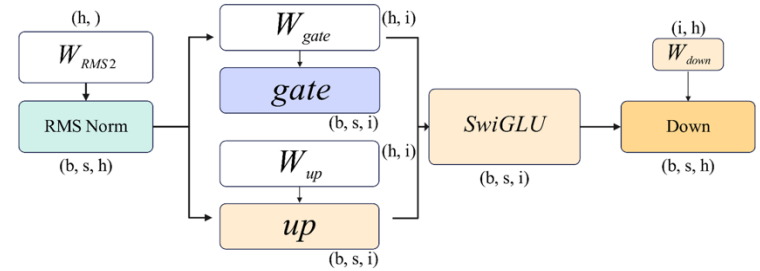 (h, )
W_RMS2
RMS Norm
(b, s, h)
W_gate
(h, i)
gate
(b, s, i)
W_up
(h, i)
up
(b, s, i)
SwiGLU
(b, s, i)
(i, h)
W_down
Down
(b, s, h)